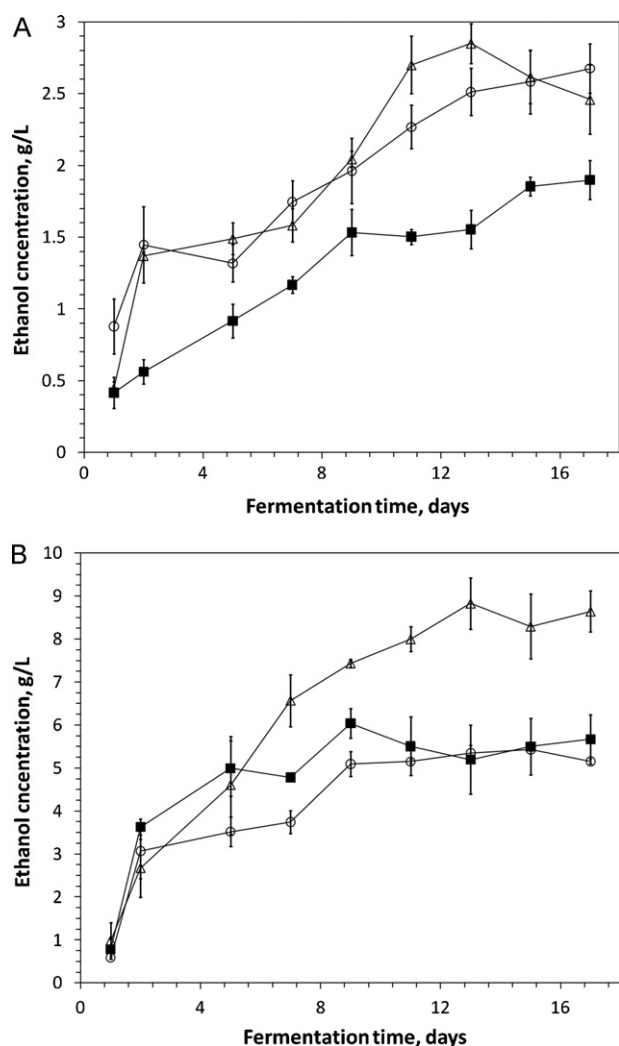 A
3
2.5
2
1.5
1
0.5
0
Ethanol cncentration, g/L
0 4 8 12 16
Fermentation time, days
B
10
9
8
7
6
5
4
3
2
1
0
Ethanol cncentration, g/L
0 4 8 12 16
Fermentation time, days